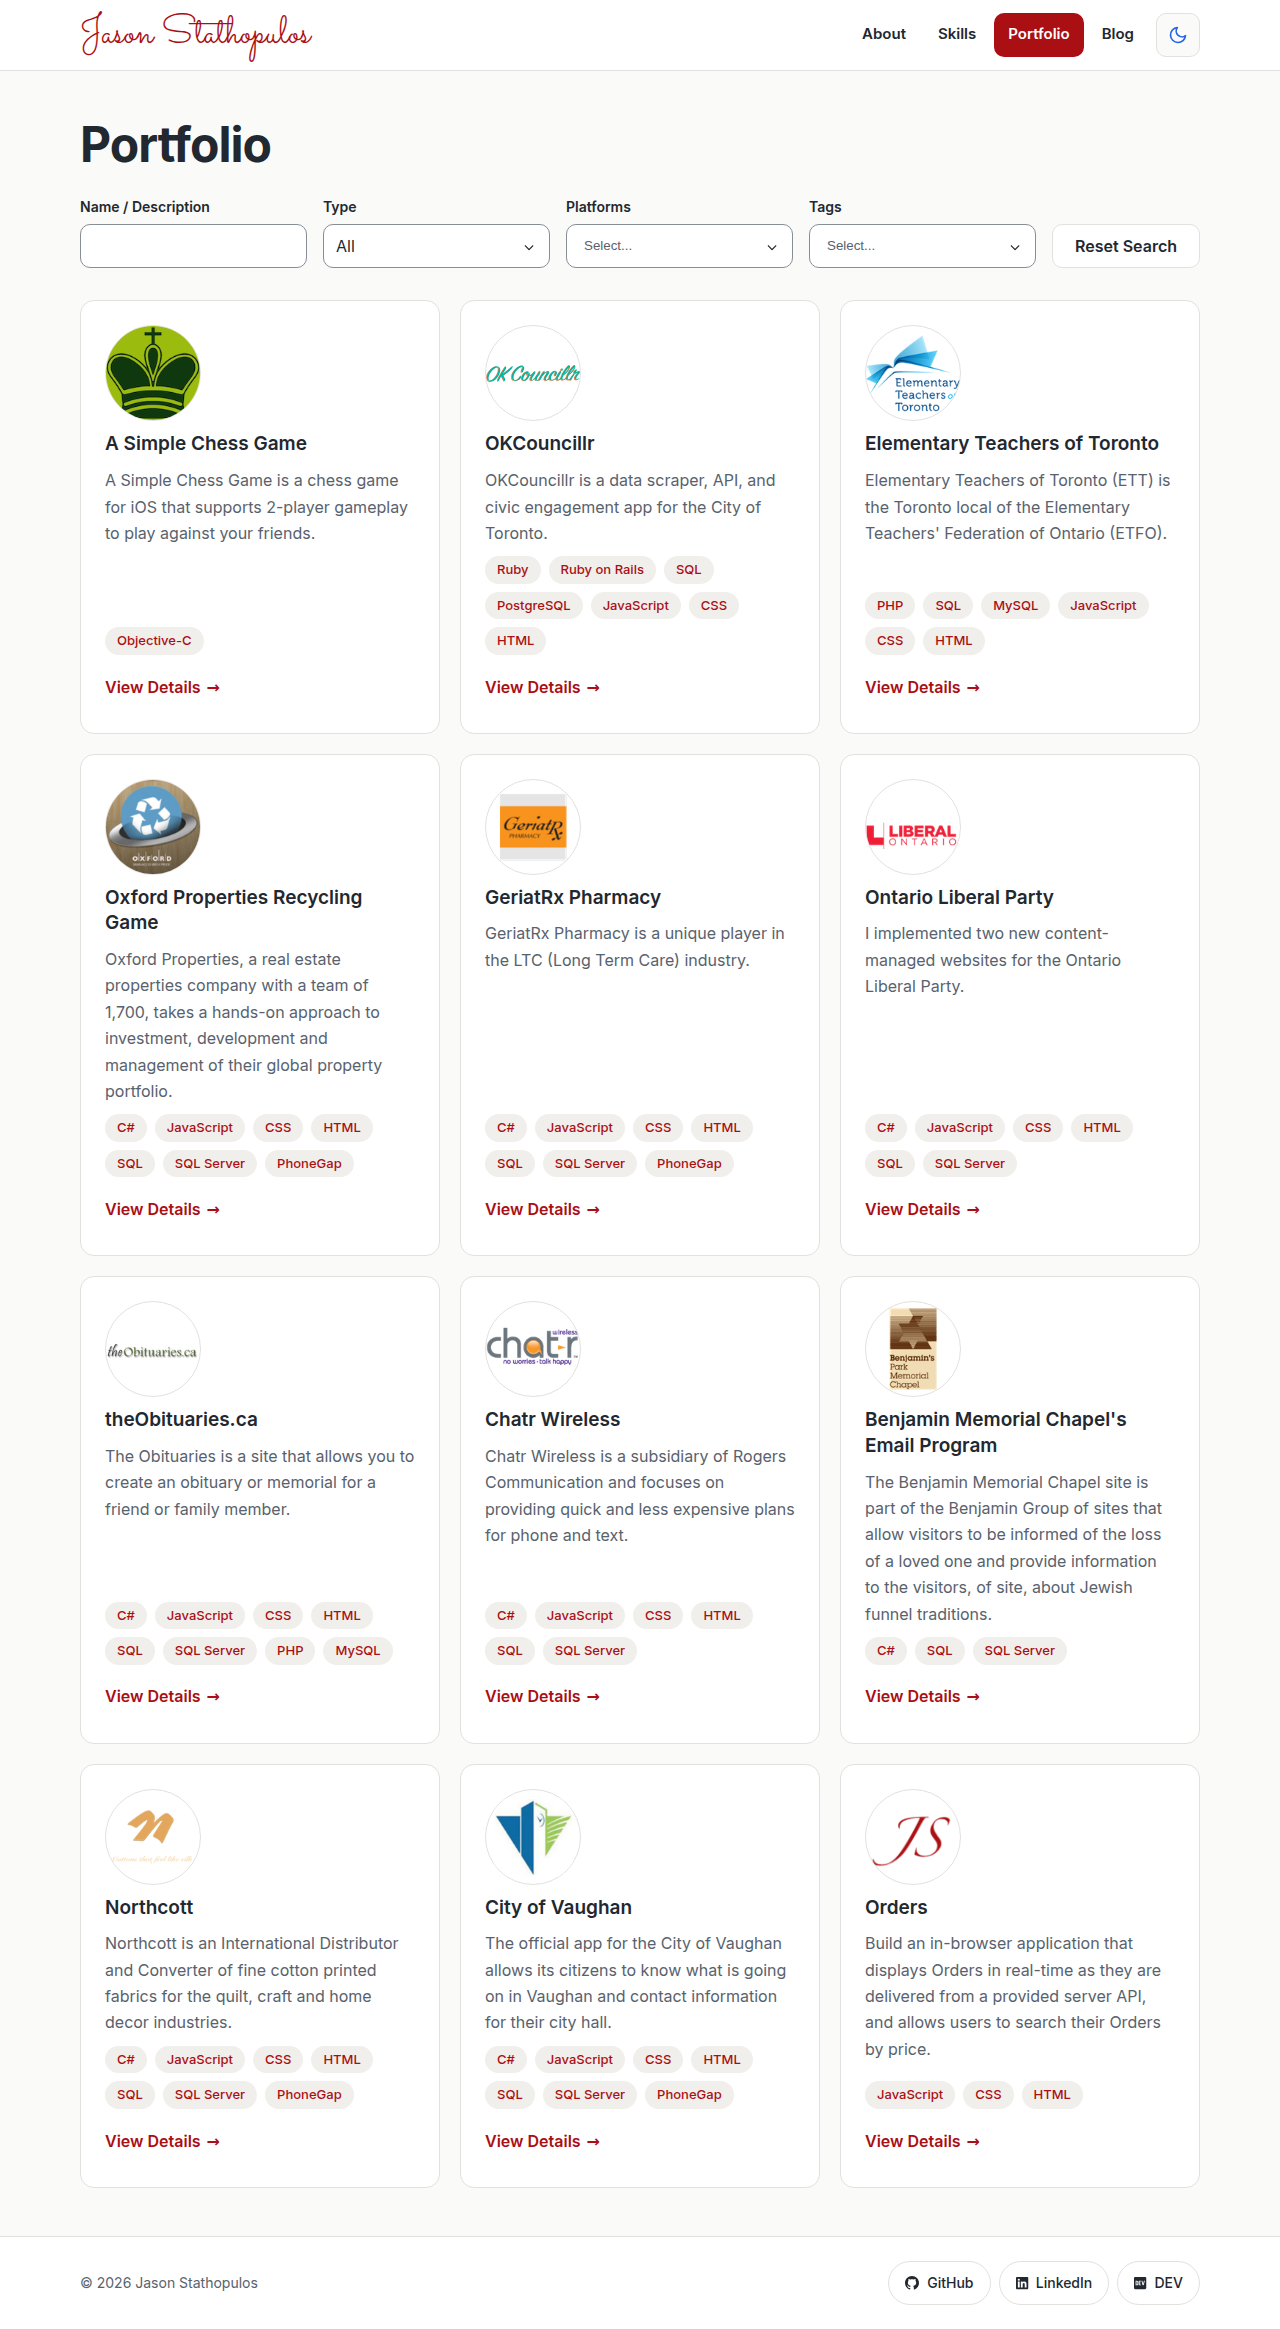 Jason Stathopulos
About Skills Portfolio Blog
Portfolio
Name / Description Type Platforms Tags
All Select... Select... Reset Search
A Simple Chess Game
A Simple Chess Game is a chess game
for iOS that supports 2-player gameplay
to play against your friends.
Objective-C
View Details →
OK Councillr
OKCouncillr
OKCouncillr is a data scraper, API, and
civic engagement app for the City of
Toronto.
Ruby Ruby on Rails SQL
PostgreSQL JavaScript CSS
HTML
View Details →
Elementary
Teachers of
Toronto
Elementary Teachers of Toronto
Elementary Teachers of Toronto (ETT) is
the Toronto local of the Elementary
Teachers' Federation of Ontario (ETFO).
PHP SQL MySQL JavaScript
CSS HTML
View Details →
OXFORD
Oxford Properties Recycling
Game
Oxford Properties, a real estate
properties company with a team of
1,700, takes a hands-on approach to
investment, development and
management of their global property
portfolio.
C# JavaScript CSS HTML
SQL SQL Server PhoneGap
View Details →
GeriatRx
PHARMACY
GeriatRx Pharmacy
GeriatRx Pharmacy is a unique player in
the LTC (Long Term Care) industry.
C# JavaScript CSS HTML
SQL SQL Server PhoneGap
View Details →
LIBERAL
ONTARIO
Ontario Liberal Party
I implemented two new content-
managed websites for the Ontario
Liberal Party.
C# JavaScript CSS HTML
SQL SQL Server
View Details →
theObituaries.ca
theObituaries.ca
The Obituaries is a site that allows you to
create an obituary or memorial for a
friend or family member.
C# JavaScript CSS HTML
SQL SQL Server PHP MySQL
View Details →
wireless
chatr
no worries · talk happy
Chatr Wireless
Chatr Wireless is a subsidiary of Rogers
Communication and focuses on
providing quick and less expensive plans
for phone and text.
C# JavaScript CSS HTML
SQL SQL Server
View Details →
Benjamin's
Park
Memorial
Chapel
Benjamin Memorial Chapel's
Email Program
The Benjamin Memorial Chapel site is
part of the Benjamin Group of sites that
allow visitors to be informed of the loss
of a loved one and provide information
to the visitors, of site, about Jewish
funnel traditions.
C# SQL SQL Server
View Details →
Northcott
Northcott is an International Distributor
and Converter of fine cotton printed
fabrics for the quilt, craft and home
decor industries.
C# JavaScript CSS HTML
SQL SQL Server PhoneGap
View Details →
City of Vaughan
The official app for the City of Vaughan
allows its citizens to know what is going
on in Vaughan and contact information
for their city hall.
C# JavaScript CSS HTML
SQL SQL Server PhoneGap
View Details →
JS
Orders
Build an in-browser application that
displays Orders in real-time as they are
delivered from a provided server API,
and allows users to search their Orders
by price.
JavaScript CSS HTML
View Details →
© 2026 Jason Stathopulos
GitHub LinkedIn DEV